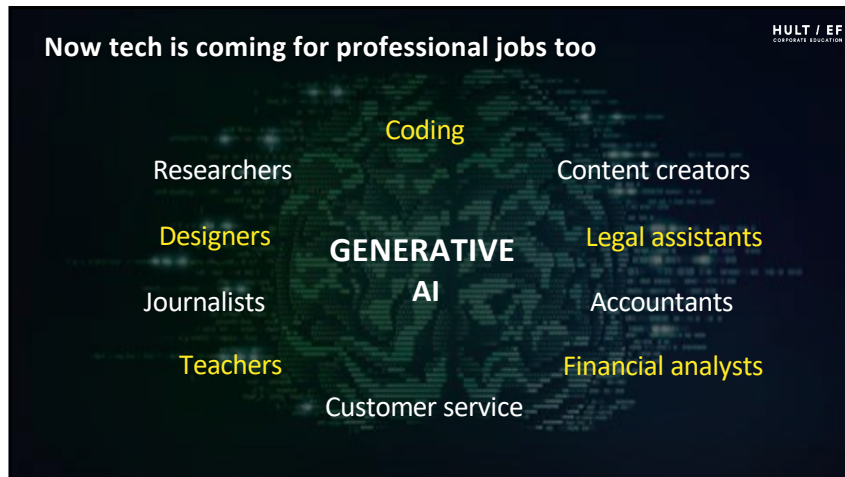 Now tech is coming for professional jobs too
HULT / EF
CORPORATE EDUCATION
Coding
Researchers
Content creators
Designers
Legal assistants
GENERATIVE
AI
Journalists
Accountants
Teachers
Financial analysts
Customer service